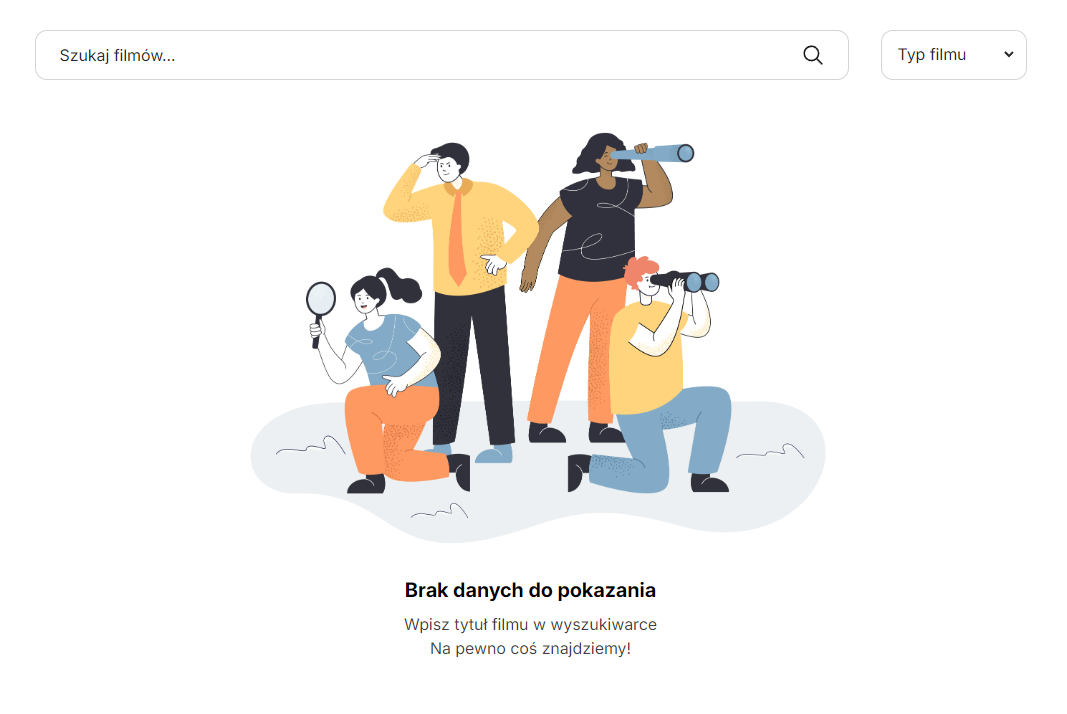 Szukaj filmów...
Typ filmu
Brak danych do pokazania
Wpisz tytuł filmu w wyszukiwarce
Na pewno coś znajdziemy!